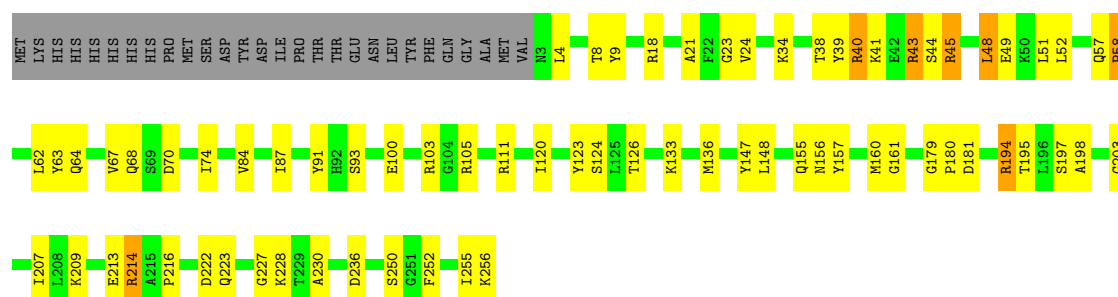 MET LYS HIS HIS HIS HIS HIS HIS HIS PRO MET SER ASP TYR ASP ILE PRO THR THR GLU ASN LEU TYR PHE GLN GLY ALA MET VAL N3 L4 T8 Y9 R18 A21 F22 G23 V24 K34 T38 Y39 R40 K41 E42 R43 S44 R45 L48 E49 K50 L51 L52 Q57
L62 Y63 Q64 V67 Q68 S69 D70 I74 V84 I87 Y91 H92 S93 E100 R103 G104 R105 R111 I120 Y123 S124 L125 T126 K133 M136 Y147 L148 Q155 N156 Y157 M160 G161 G179 P180 D181 R194 T195 L196 S197 A198
I207 L208 K209 E213 R214 A215 P216 D222 Q223 G227 K228 T229 A230 D236 S250 G251 F252 I255 K256